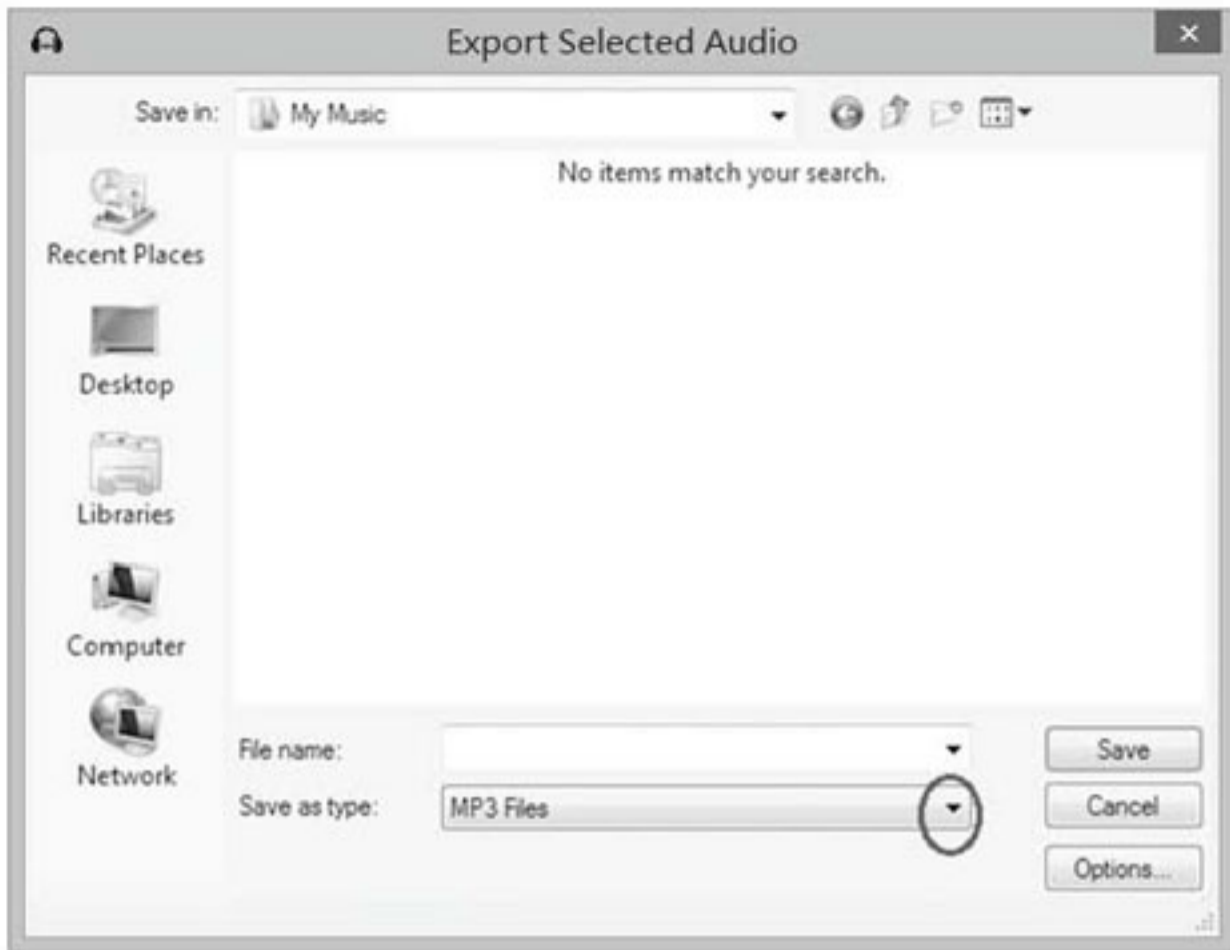 Export Selected Audio
Save in: My Music
No items match your search.
Recent Places
Desktop
Libraries
Computer
Network
File name:
Save
Save as type: MP3 Files
Cancel
Options...